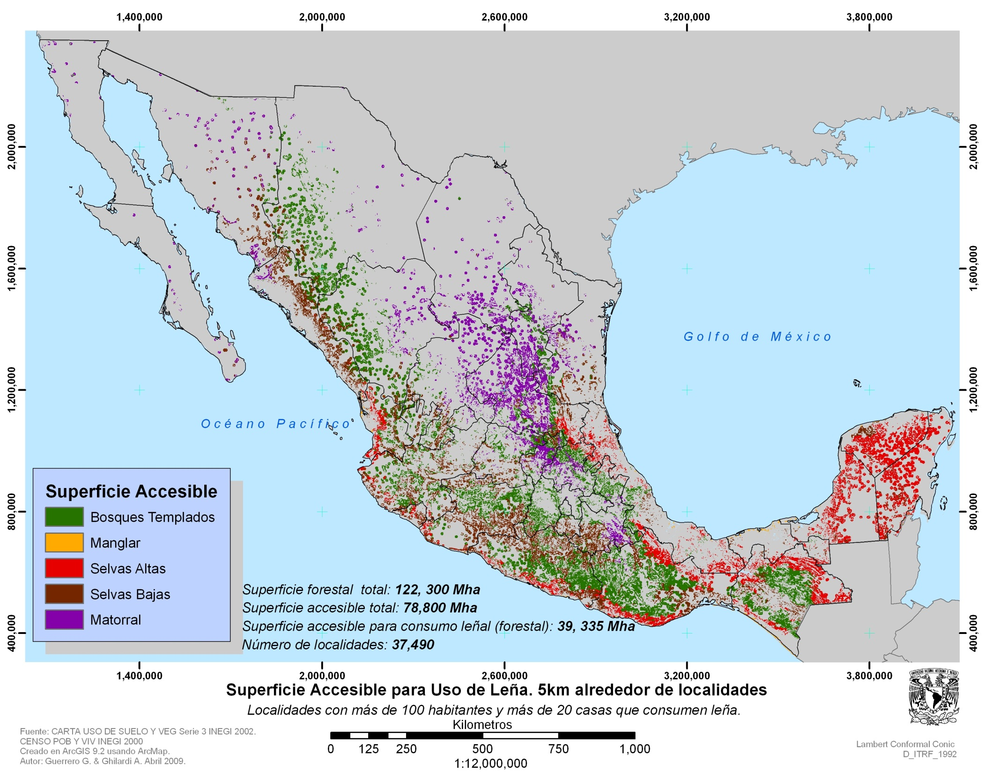 1,400,000 2,000,000 2,600,000 3,200,000 3,800,000
2,000,000 2,000,000
1,600,000 1,600,000
1,200,000 1,200,000
800,000 800,000
400,000 400,000
Golfo de México
Océano Pacífico
Superficie Accesible
Bosques Templados
Manglar
Selvas Altas
Selvas Bajas
Matorral
Superficie forestal total: 122, 300 Mha
Superficie accesible total: 78,800 Mha
Superficie accesible para consumo leñal (forestal): 39, 335 Mha
Número de localidades: 37,490
1,400,000 2,000,000 2,600,000 3,200,000 3,800,000
Superficie Accesible para Uso de Leña. 5km alrededor de localidades
Localidades con más de 100 habitantes y más de 20 casas que consumen leña.
Kilometros
0 125 250 500 750 1,000
1:12,000,000
Fuente: CARTA USO DE SUELO Y VEG Serie 3 INEGI 2002.
CENSO POB Y VIV INEGI 2000
Creado en ArcGIS 9.2 usando ArcMap.
Autor: Guerrero G. & Ghilardi A. Abril 2009.
Lambert Conformal Conic
D_ITRF_1992